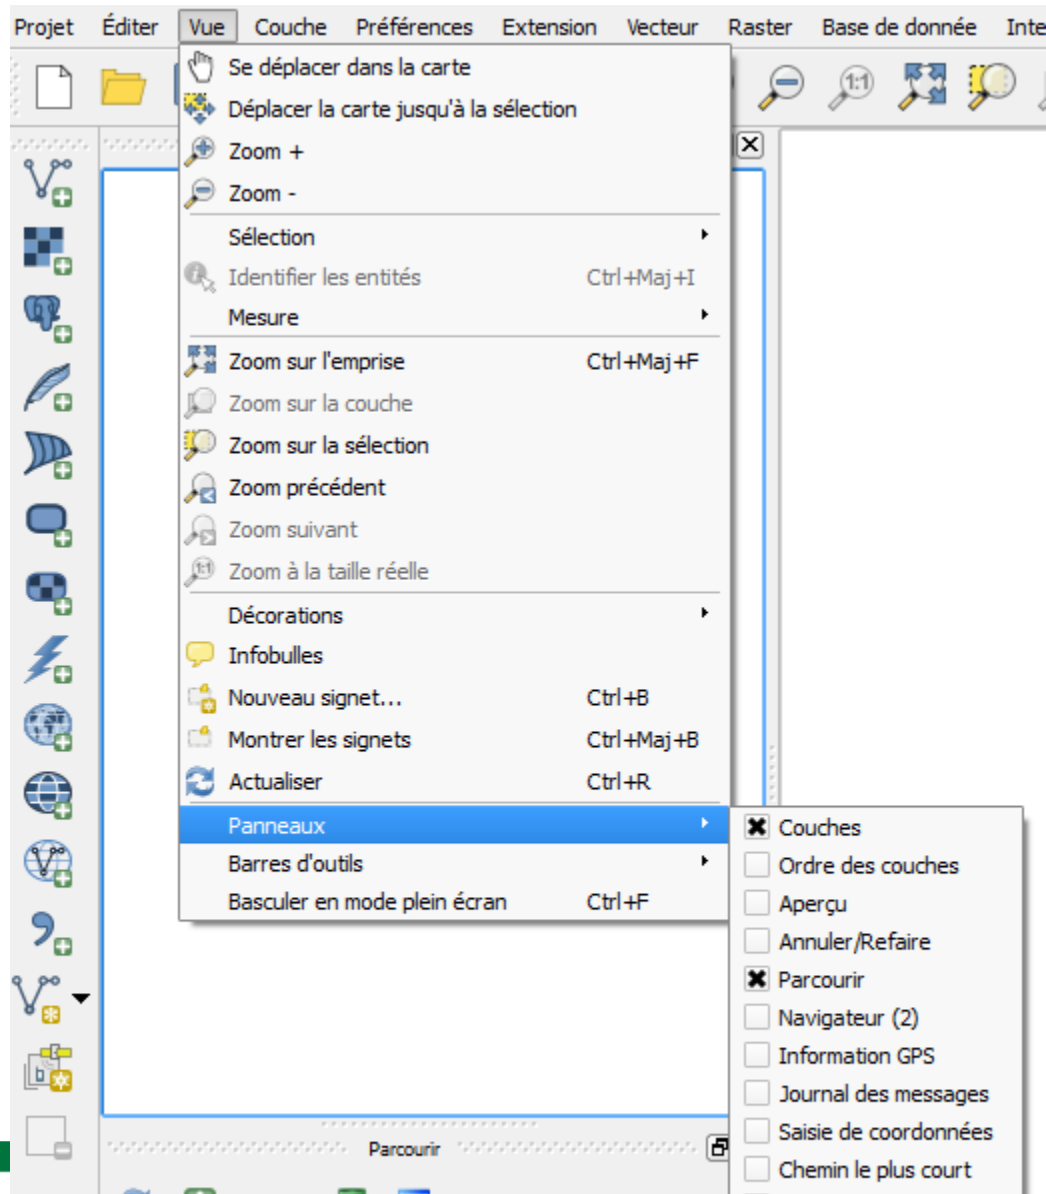 Projet Éditer Vue Couche Préférences Extension Vecteur Raster Base de donnée Inte
Se déplacer dans la carte
Déplacer la carte jusqu'à la sélection
Zoom +
Zoom -
Sélection
Identifier les entités Ctrl+Maj+I
Mesure
Zoom sur l'emprise Ctrl+Maj+F
Zoom sur la couche
Zoom sur la sélection
Zoom précédent
Zoom suivant
Zoom à la taille réelle
Décorations
Infobulles
Nouveau signet... Ctrl+B
Montrer les signets Ctrl+Maj+B
Actualiser Ctrl+R
Panneaux
Barres d'outils
Basculer en mode plein écran Ctrl+F
Couches
Ordre des couches
Aperçu
Annuler/Refaire
Parcourir
Navigateur (2)
Information GPS
Journal des messages
Saisie de coordonnées
Chemin le plus court
Parcourir